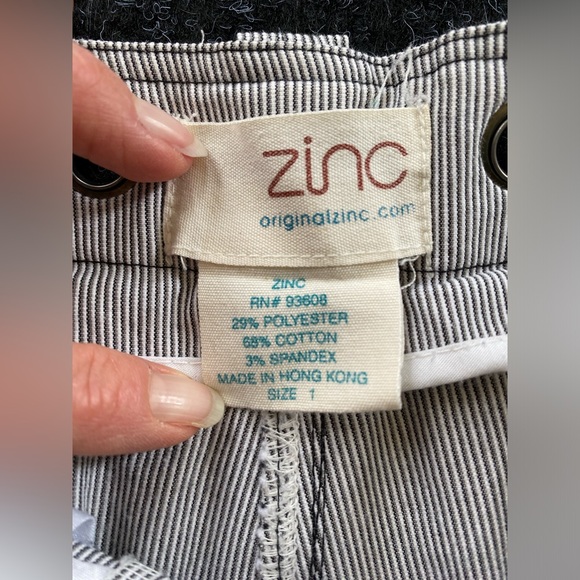 zinc
originalzinc.com
ZINC
RN# 93608
29% POLYESTER
68% COTTON
3% SPANDEX
MADE IN HONG KONG
SIZE 1